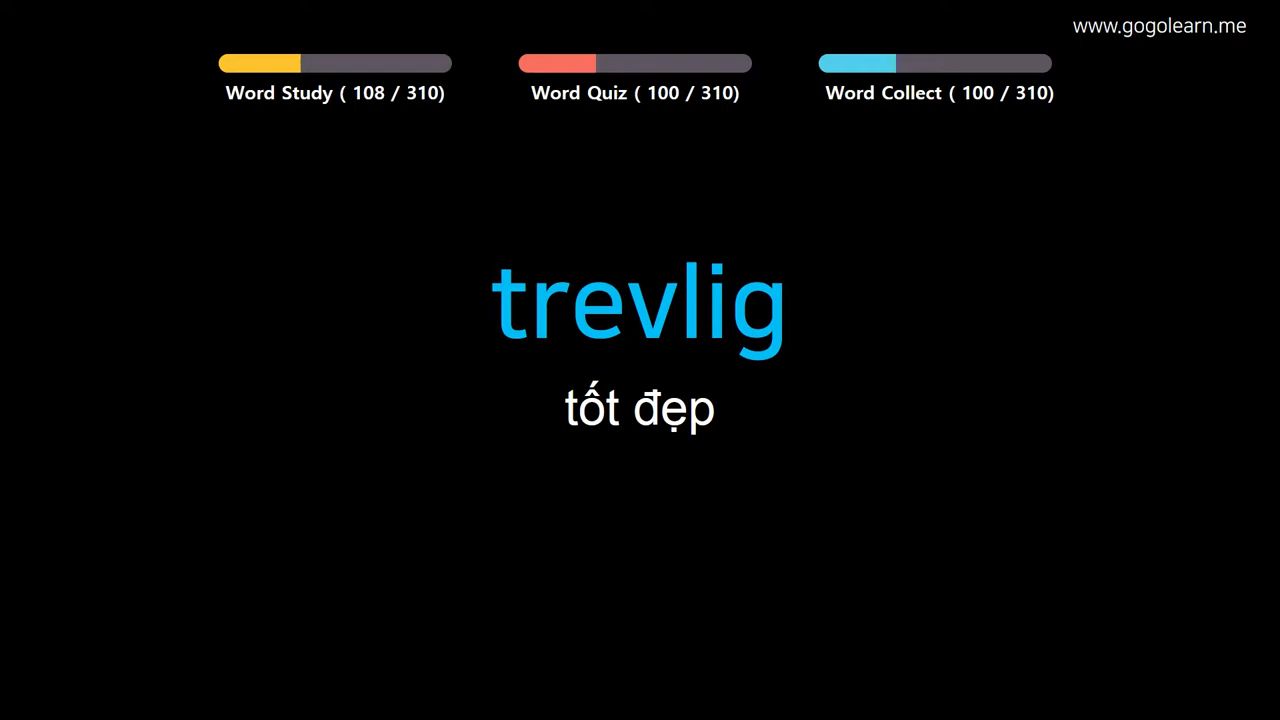 www.gogolearn.me
Word Study ( 108 / 310)
Word Quiz ( 100 / 310)
Word Collect ( 100 / 310)
trevlig
tốt đẹp